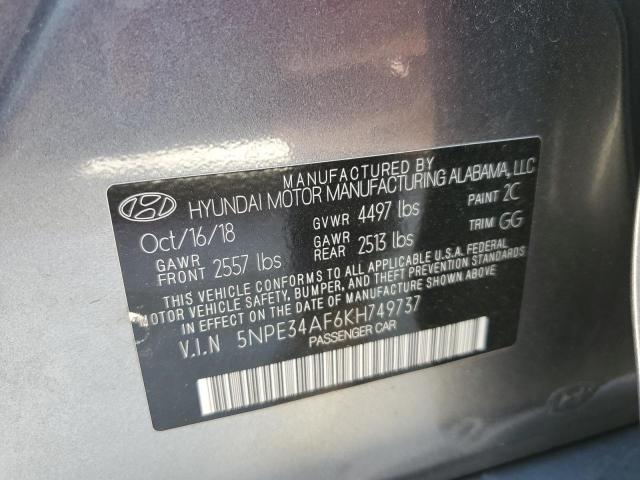 MANUFACTURED BY
HYUNDAI MOTOR MANUFACTURING ALABAMA, LLC
Oct/16/18 GVWR 4497 lbs PAINT 2C
GAWR FRONT 2557 lbs GAWR REAR 2513 lbs TRIM GG
THIS VEHICLE CONFORMS TO ALL APPLICABLE U.S.A. FEDERAL
MOTOR VEHICLE SAFETY, BUMPER, AND THEFT PREVENTION STANDARDS
IN EFFECT ON THE DATE OF MANUFACTURE SHOWN ABOVE.
V.I.N 5NPE34AF6KH749737
PASSENGER CAR